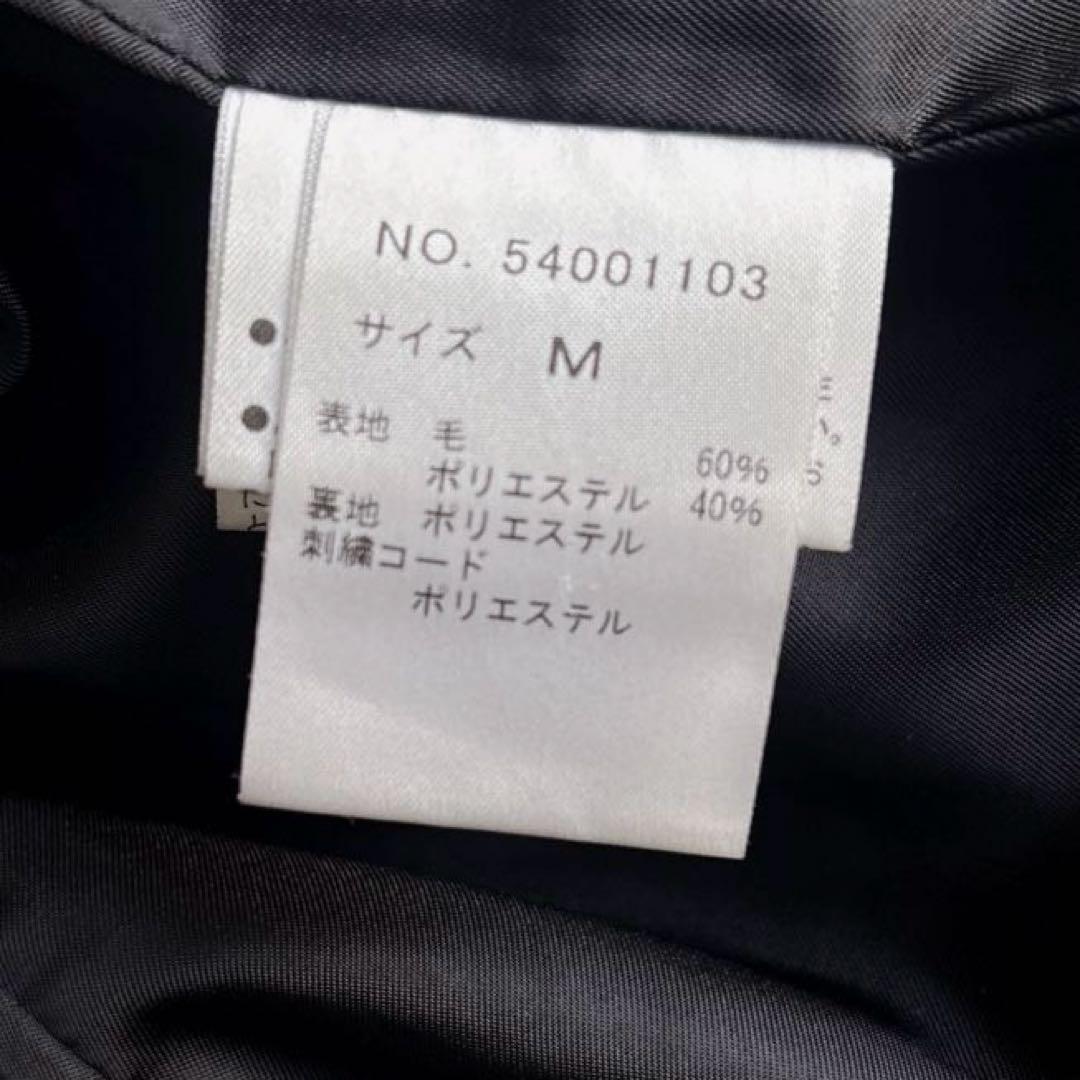 NO. 54001103
サイズ M
表地 毛 60%
ポリエステル 40%
裏地 ポリエステル
刺繍コード
ポリエステル